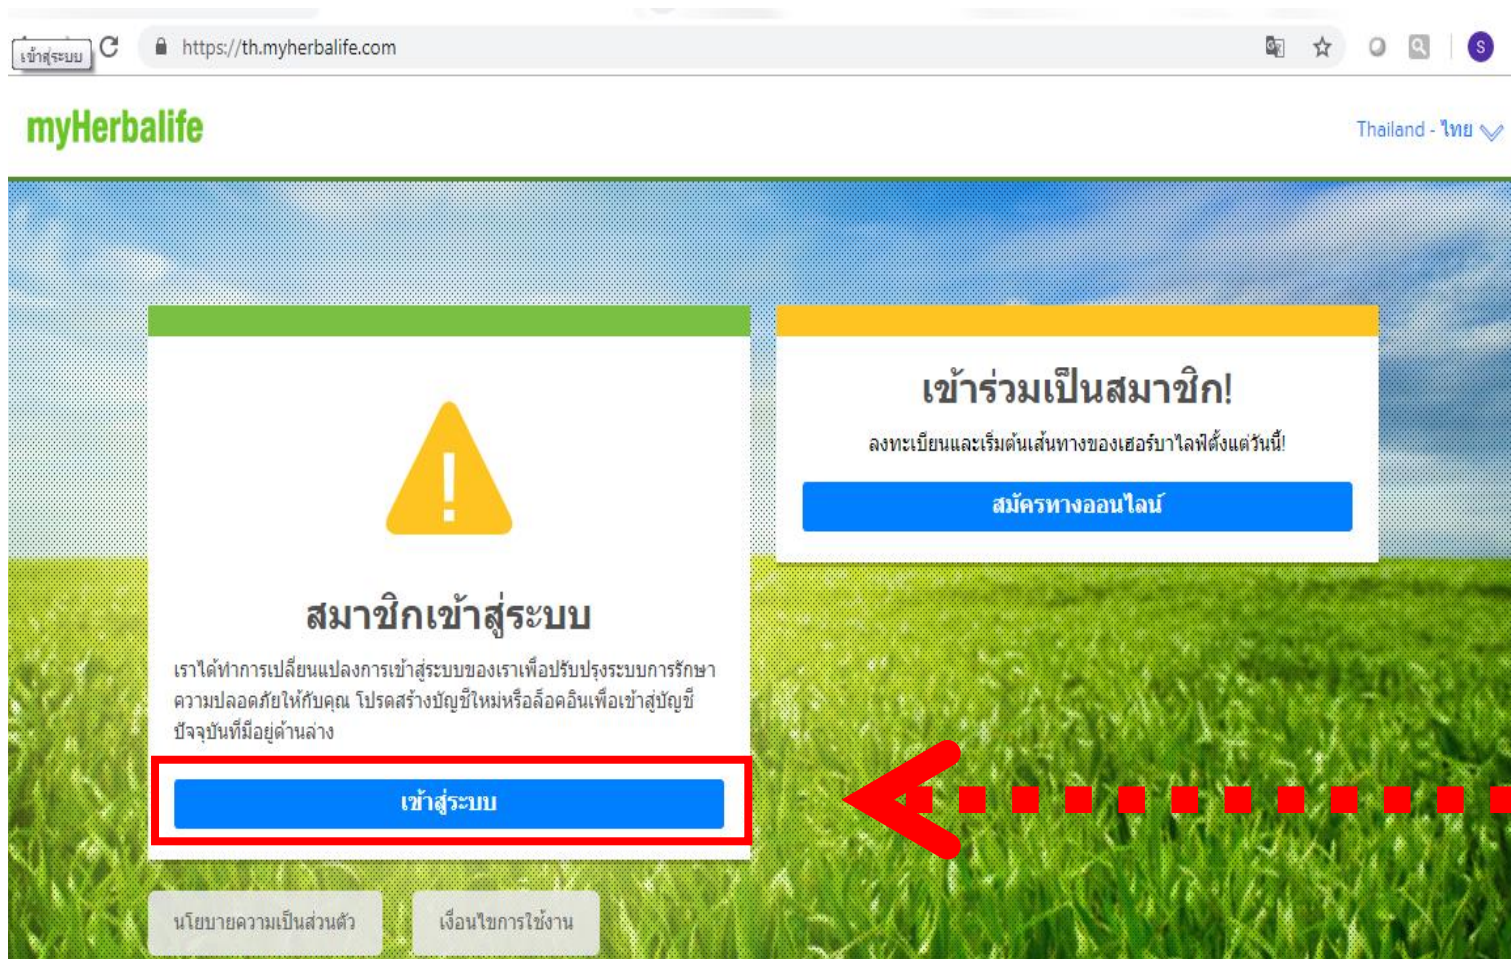 เข้าสู่ระบบ
https://th.myherbalife.com
S
myHerbalife
Thailand - ไทย
สมาชิกเข้าสู่ระบบ
เราได้ทำการเปลี่ยนแปลงการเข้าสู่ระบบของเราเพื่อปรับปรุงระบบการรักษา
ความปลอดภัยให้กับคุณ โปรดสร้างบัญชีใหม่หรือล็อคอินเพื่อเข้าสู่บัญชี
ปัจจุบันที่มีอยู่ด้านล่าง
เข้าสู่ระบบ
เข้าร่วมเป็นสมาชิก!
ลงทะเบียนและเริ่มต้นเส้นทางของเฮอร์บาไลฟ์ตั้งแต่วันนี้!
สมัครทางออนไลน์
นโยบายความเป็นส่วนตัว
เงื่อนไขการใช้งาน